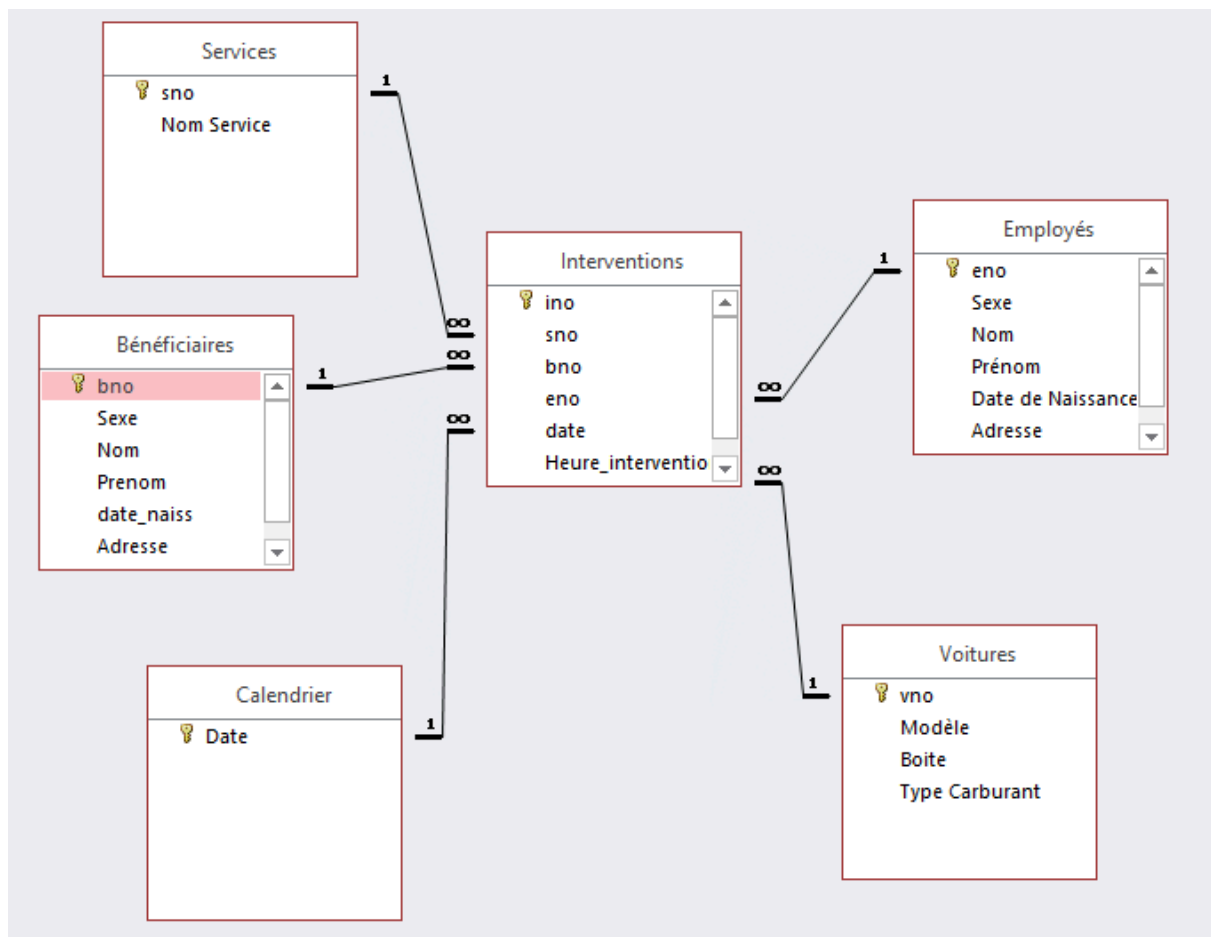 Services
sno
Nom Service
1
∞
Bénéficiaires
bno
Sexe
Nom
Prenom
date_naiss
Adresse
1
∞
Interventions
ino
sno
bno
eno
date
Heure_interventio
Employés
eno
Sexe
Nom
Prénom
Date de Naissance
Adresse
1
∞
Calendrier
Date
1
∞
Voitures
vno
Modèle
Boite
Type Carburant
1
∞